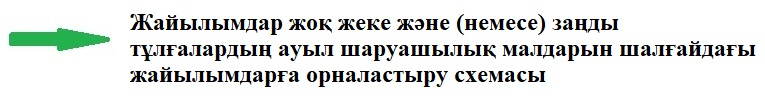 Жайылымдар жоқ жеке және (немесе) заңды
тұлғалардың ауыл шаруашылық малдарын шалғайдағы
жайылымдарға орналастыру схемасы